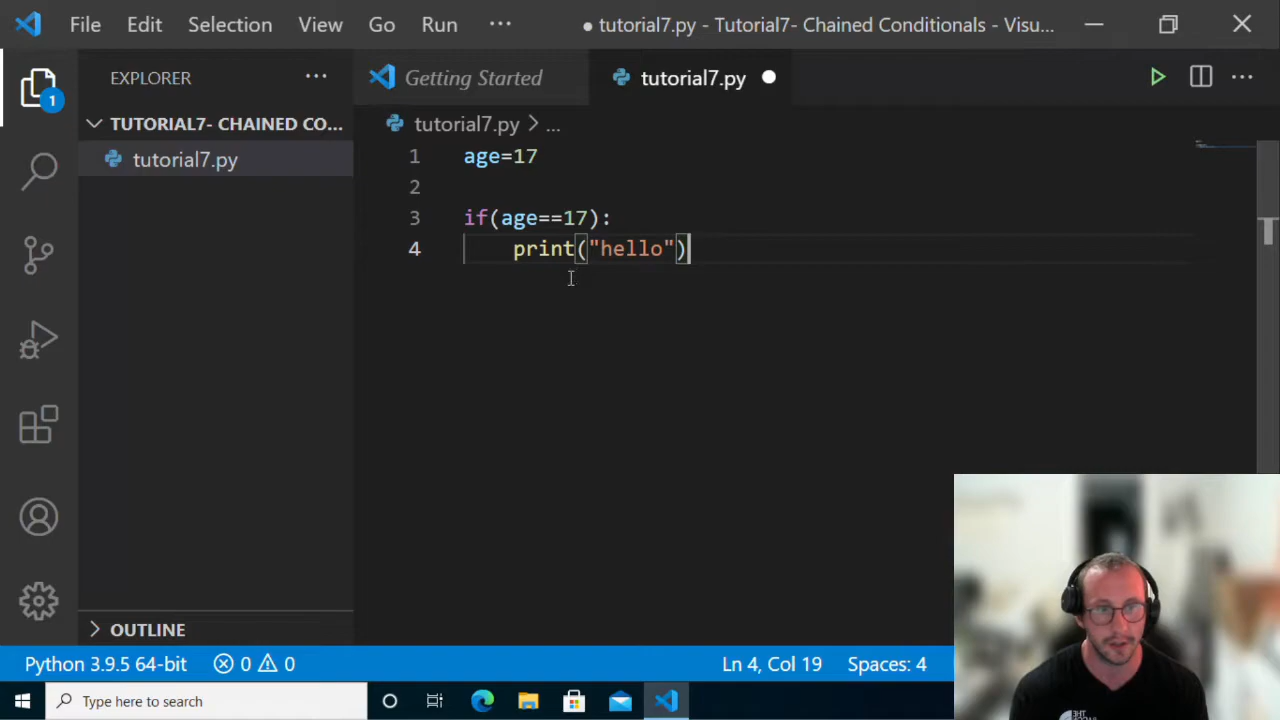 File Edit Selection View Go Run ··· ● tutorial7.py - Tutorial7- Chained Conditionals - Visu...
EXPLORER ···
Getting Started
tutorial7.py
TUTORIAL7- CHAINED CO...
tutorial7.py > ...
tutorial7.py
1 age=17
2
3 if(age==17):
4 print("hello")
1
OUTLINE
Python 3.9.5 64-bit 0 0 Ln 4, Col 19 Spaces: 4
Type here to search
THE